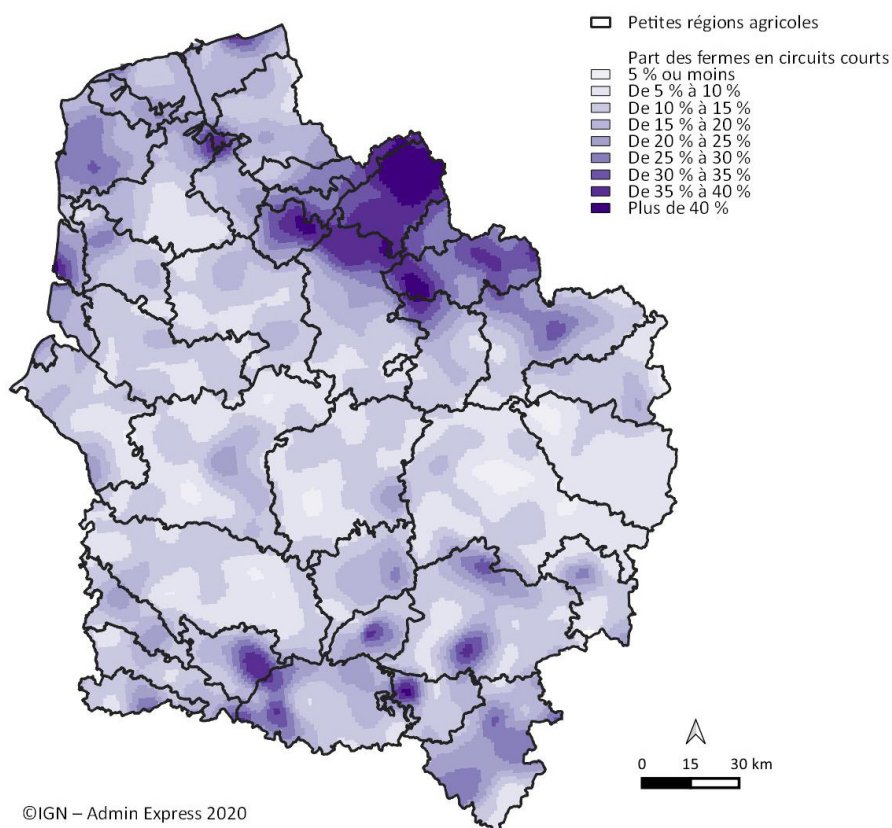 Petites régions agricoles
Part des fermes en circuits courts
5 % ou moins
De 5 % à 10 %
De 10 % à 15 %
De 15 % à 20 %
De 20 % à 25 %
De 25 % à 30 %
De 30 % à 35 %
De 35 % à 40 %
Plus de 40 %
0 15 30 km
©IGN – Admin Express 2020